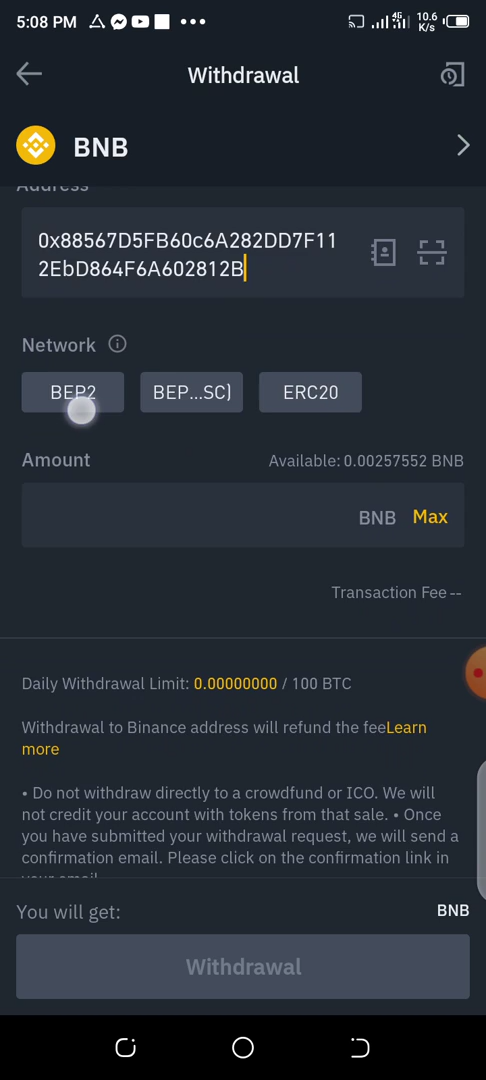 5:08 PM
4G
10.6
K/s
Withdrawal
BNB
Address
0x88567D5FB60c6A282DD7F11
2EbD864F6A602812B
Network
BEP2
BEP...SC)
ERC20
Amount
Available: 0.00257552 BNB
BNB Max
Transaction Fee --
Daily Withdrawal Limit: 0.00000000 / 100 BTC
Withdrawal to Binance address will refund the feeLearn
more
• Do not withdraw directly to a crowdfund or ICO. We will
not credit your account with tokens from that sale. • Once
you have submitted your withdrawal request, we will send a
confirmation email. Please click on the confirmation link in
your email.
You will get:
BNB
Withdrawal